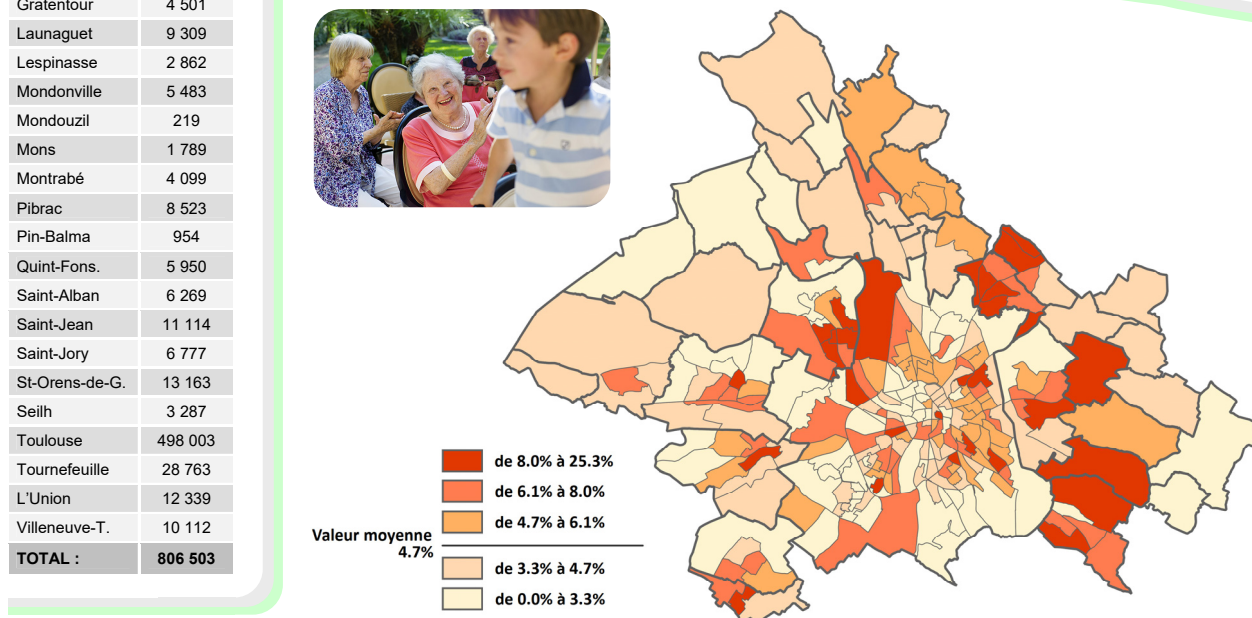 Gratentour 4 501
Launaguet 9 309
Lespinasse 2 862
Mondonville 5 483
Mondouzil 219
Mons 1 789
Montrabé 4 099
Pibrac 8 523
Pin-Balma 954
Quint-Fons. 5 950
Saint-Alban 6 269
Saint-Jean 11 114
Saint-Jory 6 777
St-Orens-de-G. 13 163
Seilh 3 287
Toulouse 498 003
Tournefeuille 28 763
L'Union 12 339
Villeneuve-T. 10 112
TOTAL : 806 503
de 8.0% à 25.3%
de 6.1% à 8.0%
de 4.7% à 6.1%
Valeur moyenne
4.7%
de 3.3% à 4.7%
de 0.0% à 3.3%